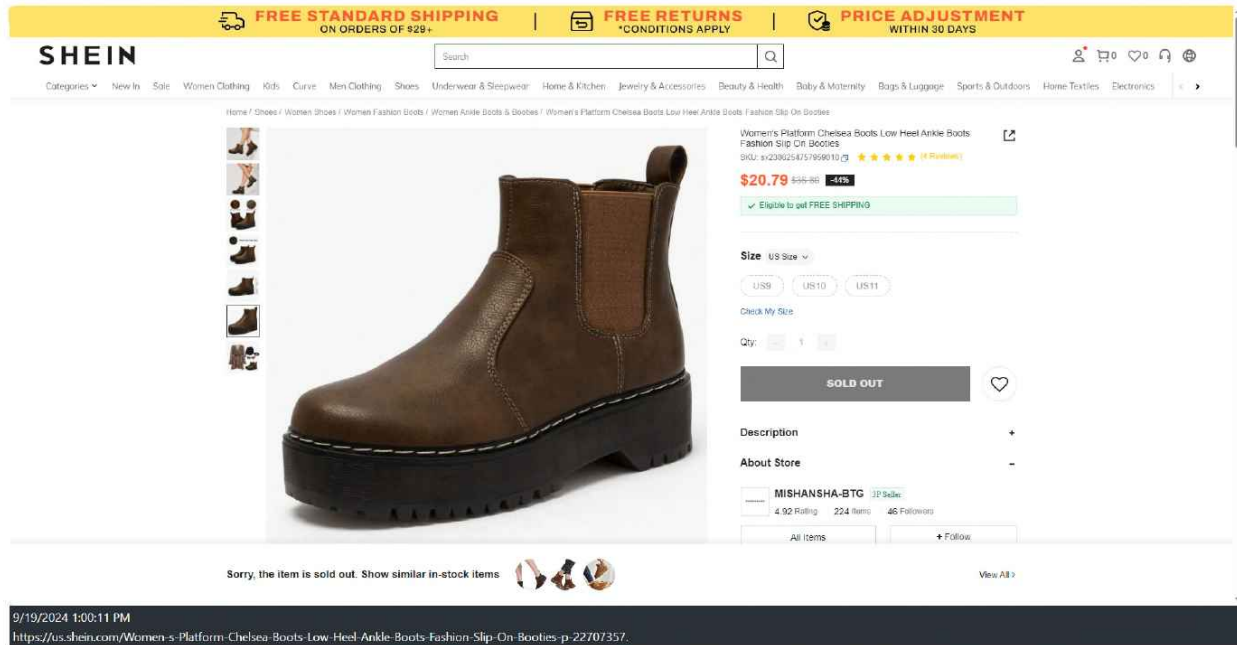 FREE STANDARD SHIPPING
ON ORDERS OF $29+
FREE RETURNS
*CONDITIONS APPLY
PRICE ADJUSTMENT
WITHIN 30 DAYS
SHEIN
Search
0
0
Categories
New In
Sale
Women Clothing
Kids
Curve
Men Clothing
Shoes
Underwear & Sleepwear
Home & Kitchen
Jewelry & Accessories
Beauty & Health
Baby & Maternity
Bags & Luggage
Sports & Outdoors
Home Textiles
Electronics
Home / Shoes / Women Shoes / Women Fashion Boots / Women Ankle Boots & Booties / Women's Platform Chelsea Boots Low Heel Ankle Boots Fashion Slip On Booties
Women's Platform Chelsea Boots Low Heel Ankle Boots
Fashion Slip On Booties
SKU:
(4 Reviews)
$20.79
-44%
Eligible to get FREE SHIPPING
Size US Size
US9
US10
US11
Check My Size
Qty: - 1 +
SOLD OUT
Description +
About Store -
MISHANSHA-BTG
4.92 Rating 224 Items 46 Followers
All Items
+ Follow
Sorry, the item is sold out. Show similar in-stock items
View All >
9/19/2024 1:00:11 PM
https://us.shein.com/Women-s-Platform-Chelsea-Boots-Low-Heel-Ankle-Boots-Fashion-Slip-On-Booties-p-22707357.